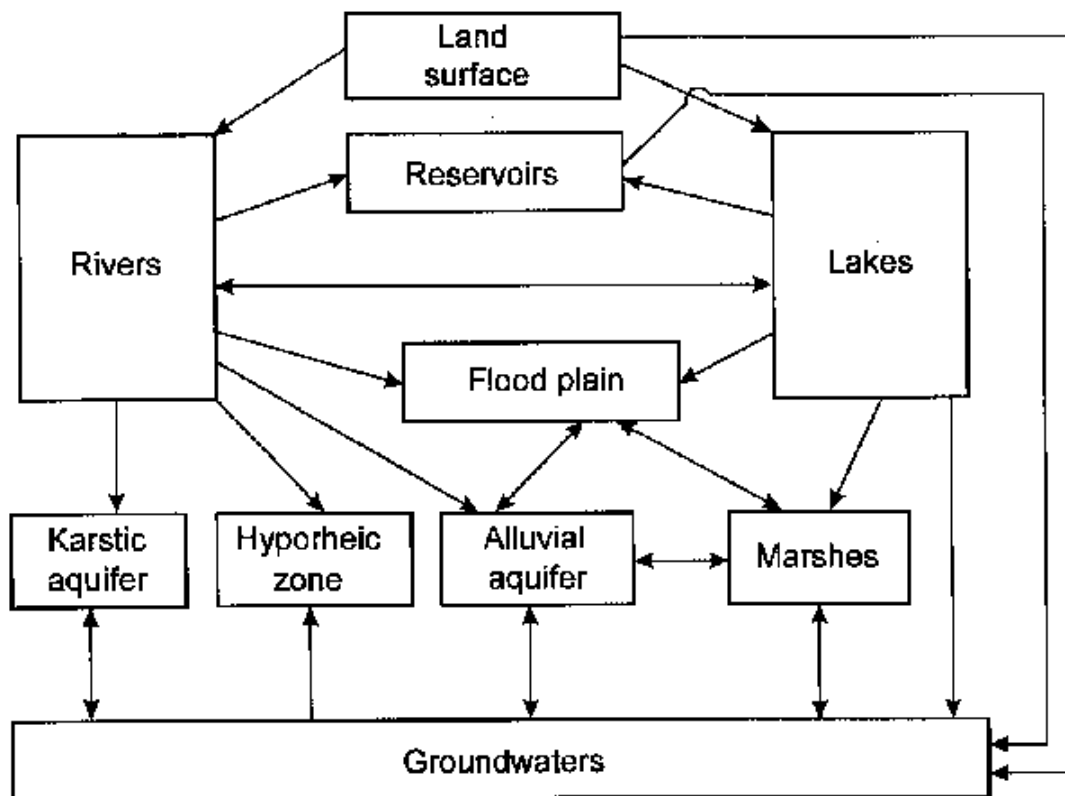 Land
surface
Reservoirs
Rivers
Lakes
Flood plain
Karstic
aquifer
Hyporheic
zone
Alluvial
aquifer
Marshes
Groundwaters